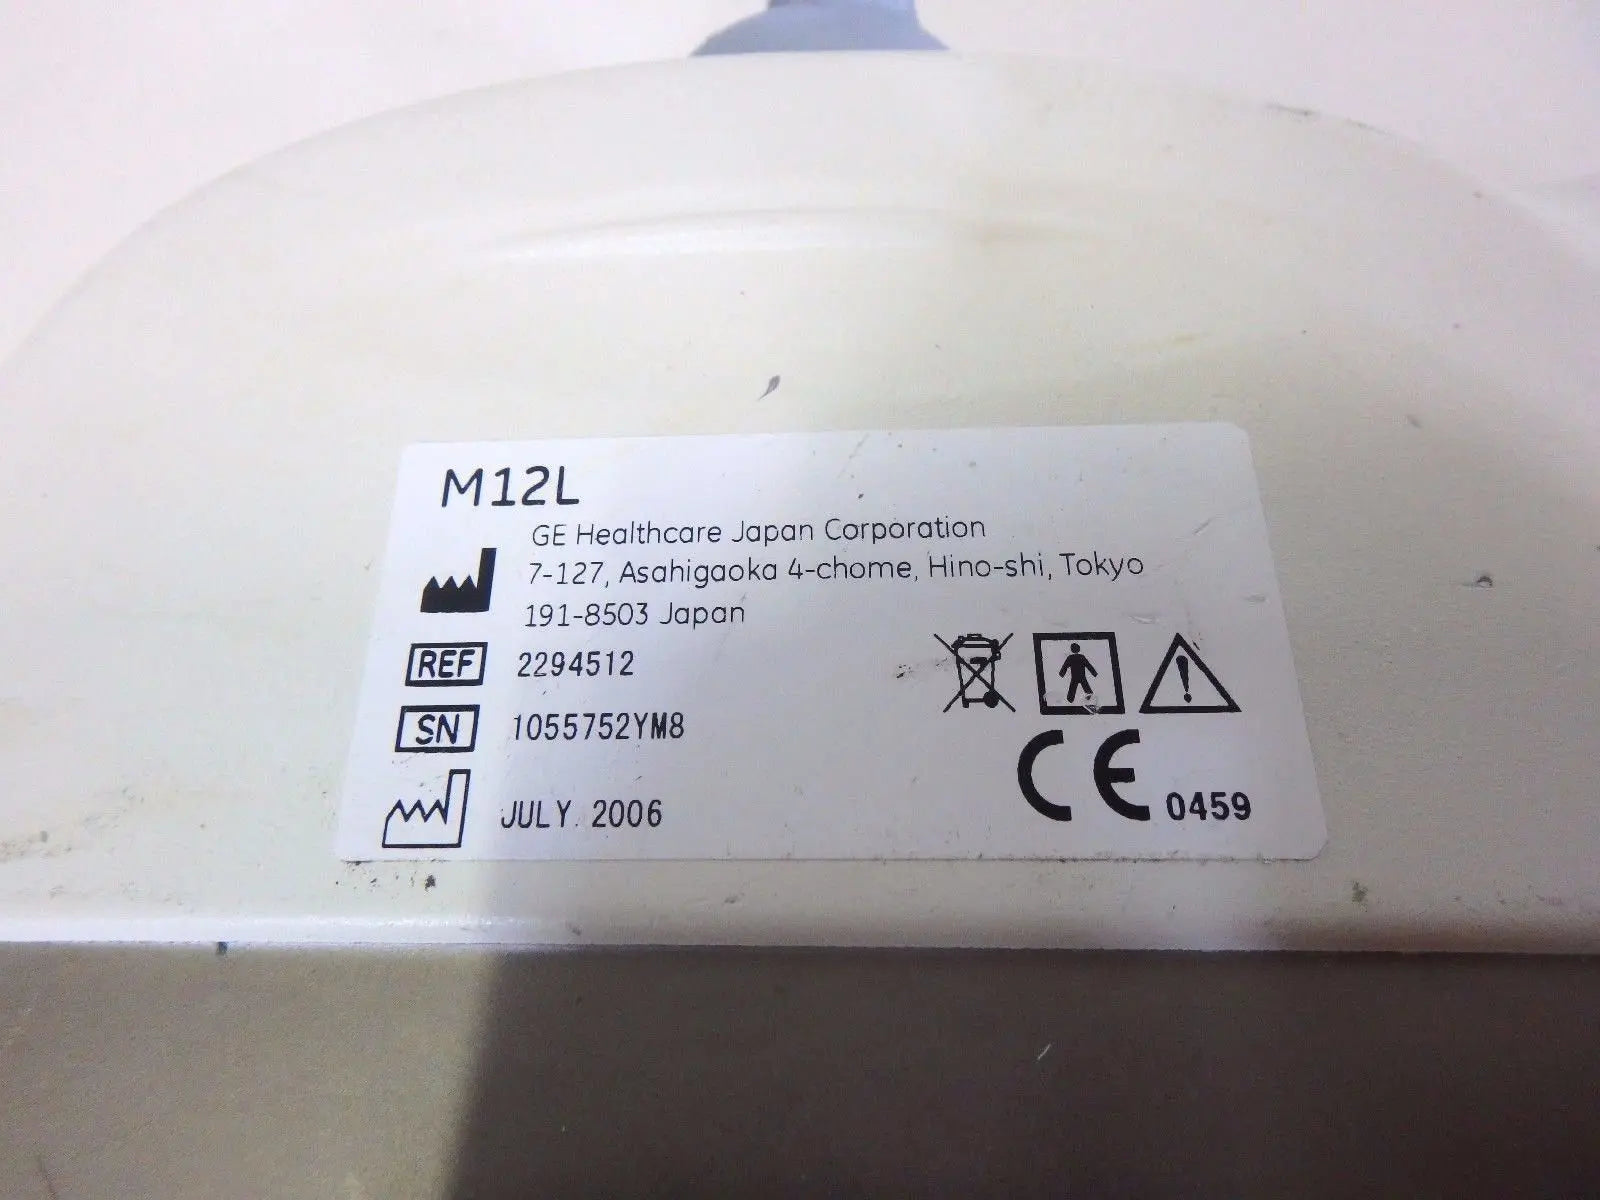 M12L
GE Healthcare Japan Corporation
7-127, Asahigaoka 4-chome, Hino-shi, Tokyo
191-8503 Japan
REF 2294512
SN 1055752YM8
JULY. 2006
CE 0459